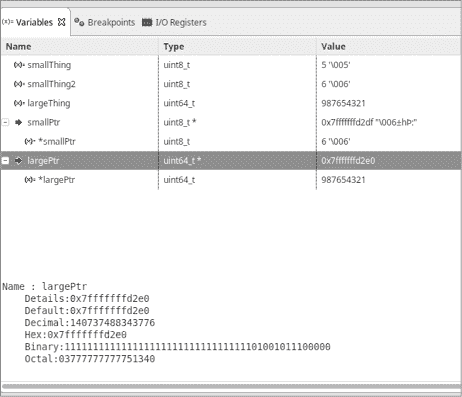 (x)= Variables Breakpoints I/O Registers
Name Type Value
(x)= smallThing uint8_t 5 '\005'
(x)= smallThing2 uint8_t 6 '\006'
(x)= largeThing uint64_t 987654321
smallPtr uint8_t * 0x7fffffffd2df "\006±hÞ:"
(x)= *smallPtr uint8_t 6 '\006'
largePtr uint64_t * 0x7fffffffd2e0
(x)= *largePtr uint64_t 987654321
Name : largePtr
Details:0x7fffffffd2e0
Default:0x7fffffffd2e0
Decimal:140737488343776
Hex:0x7fffffffd2e0
Binary:11111111111111111111111111111111101001011100000
Octal:03777777777751340